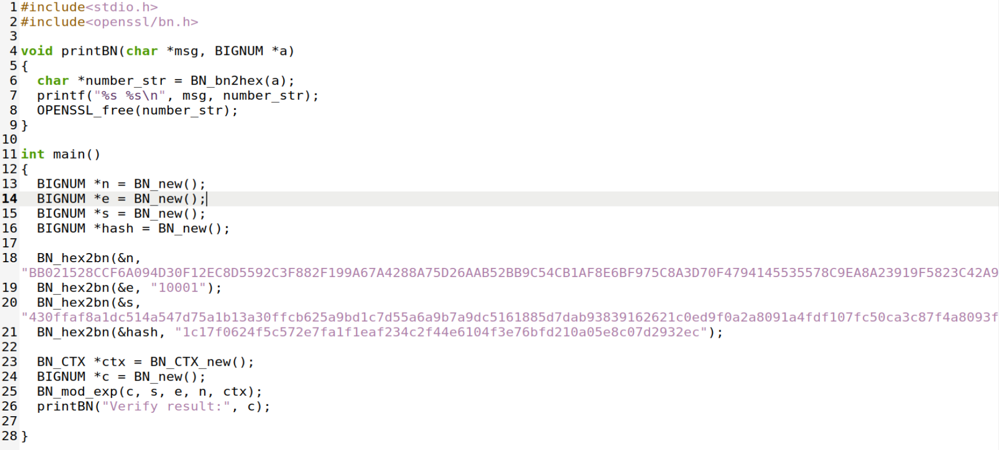 1 #include<stdio.h>
2 #include<openssl/bn.h>
3
4 void printBN(char *msg, BIGNUM *a)
5 {
6   char *number_str = BN_bn2hex(a);
7   printf("%s %s\n", msg, number_str);
8   OPENSSL_free(number_str);
9 }
10
11 int main()
12 {
13   BIGNUM *n = BN_new();
14   BIGNUM *e = BN_new();
15   BIGNUM *s = BN_new();
16   BIGNUM *hash = BN_new();
17
18   BN_hex2bn(&n,
"BB021528CCF6A094D30F12EC8D5592C3F882F199A67A4288A75D26AAB52BB9C54CB1AF8E6BF975C8A3D70F4794145535578C9EA8A23919F5823C42A9
19   BN_hex2bn(&e, "10001");
20   BN_hex2bn(&s,
"430ffaf8a1dc514a547d75a1b13a30ffcb625a9bd1c7d55a6a9b7a9dc5161885d7dab93839162621c0ed9f0a2a8091a4fdf107fc50ca3c87f4a8093f
21   BN_hex2bn(&hash, "1c17f0624f5c572e7fa1f1eaf234c2f44e6104f3e76bfd210a05e8c07d2932ec");
22
23   BN_CTX *ctx = BN_CTX_new();
24   BIGNUM *c = BN_new();
25   BN_mod_exp(c, s, e, n, ctx);
26   printBN("Verify result:", c);
27
28 }